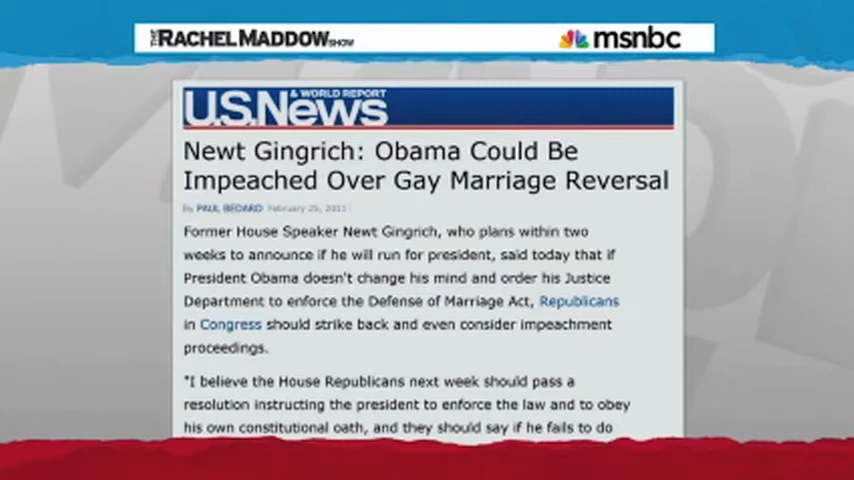 THE RACHEL MADDOW SHOW
msnbc
& WORLD REPORT
U.S.News
Newt Gingrich: Obama Could Be
Impeached Over Gay Marriage Reversal
By PAUL BEDARD February 25, 2011
Former House Speaker Newt Gingrich, who plans within two
weeks to announce if he will run for president, said today that if
President Obama doesn't change his mind and order his Justice
Department to enforce the Defense of Marriage Act, Republicans
in Congress should strike back and even consider impeachment
proceedings.
"I believe the House Republicans next week should pass a
resolution instructing the president to enforce the law and to obey
his own constitutional oath, and they should say if he fails to do